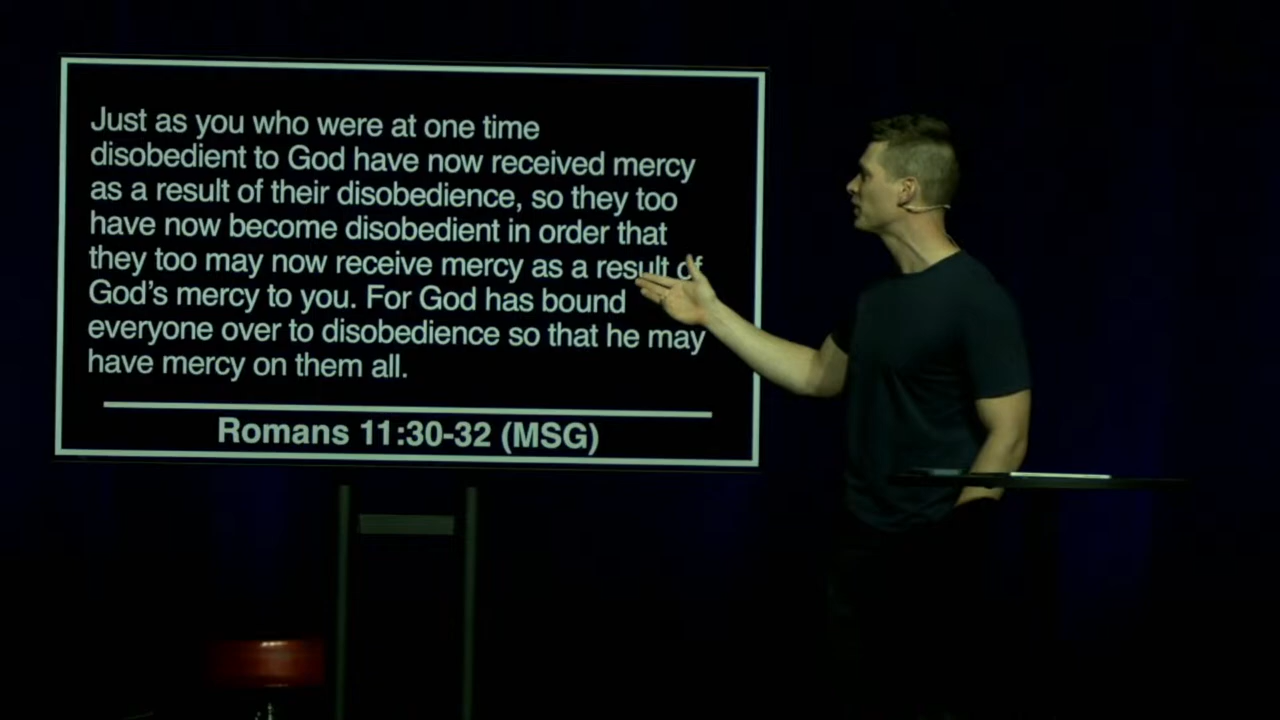 Just as you who were at one time
disobedient to God have now received mercy
as a result of their disobedience, so they too
have now become disobedient in order that
they too may now receive mercy as a result of
God's mercy to you. For God has bound
everyone over to disobedience so that he may
have mercy on them all.
Romans 11:30-32 (MSG)